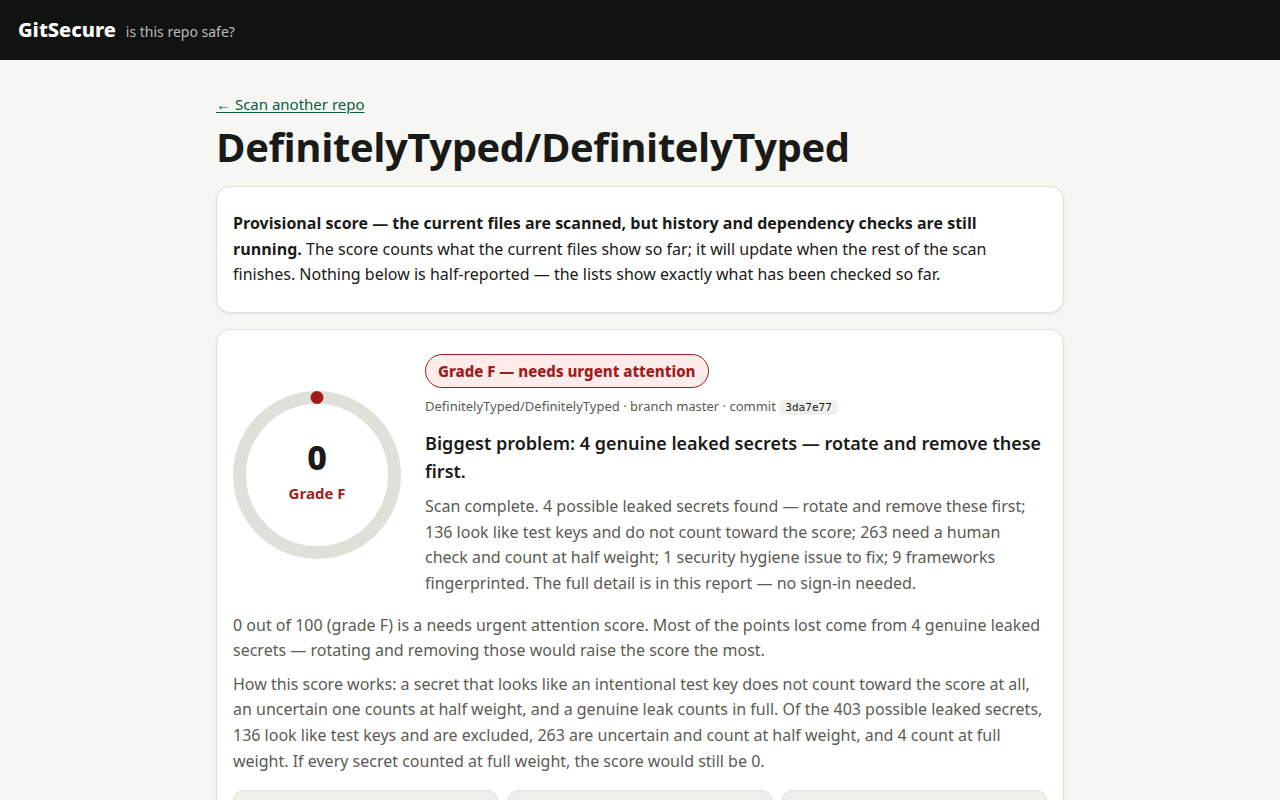 GitSecure is this repo safe?
← Scan another repo
DefinitelyTyped/DefinitelyTyped
Provisional score — the current files are scanned, but history and dependency checks are still
running. The score counts what the current files show so far; it will update when the rest of the scan
finishes. Nothing below is half-reported — the lists show exactly what has been checked so far.
Grade F — needs urgent attention
DefinitelyTyped/DefinitelyTyped · branch master · commit 3da7e77
0
Grade F
Biggest problem: 4 genuine leaked secrets — rotate and remove these
first.
Scan complete. 4 possible leaked secrets found — rotate and remove these first;
136 look like test keys and do not count toward the score; 263 need a human
check and count at half weight; 1 security hygiene issue to fix; 9 frameworks
fingerprinted. The full detail is in this report — no sign-in needed.
0 out of 100 (grade F) is a needs urgent attention score. Most of the points lost come from 4 genuine leaked
secrets — rotating and removing those would raise the score the most.
How this score works: a secret that looks like an intentional test key does not count toward the score at all,
an uncertain one counts at half weight, and a genuine leak counts in full. Of the 403 possible leaked secrets,
136 look like test keys and are excluded, 263 are uncertain and count at half weight, and 4 count at full
weight. If every secret counted at full weight, the score would still be 0.